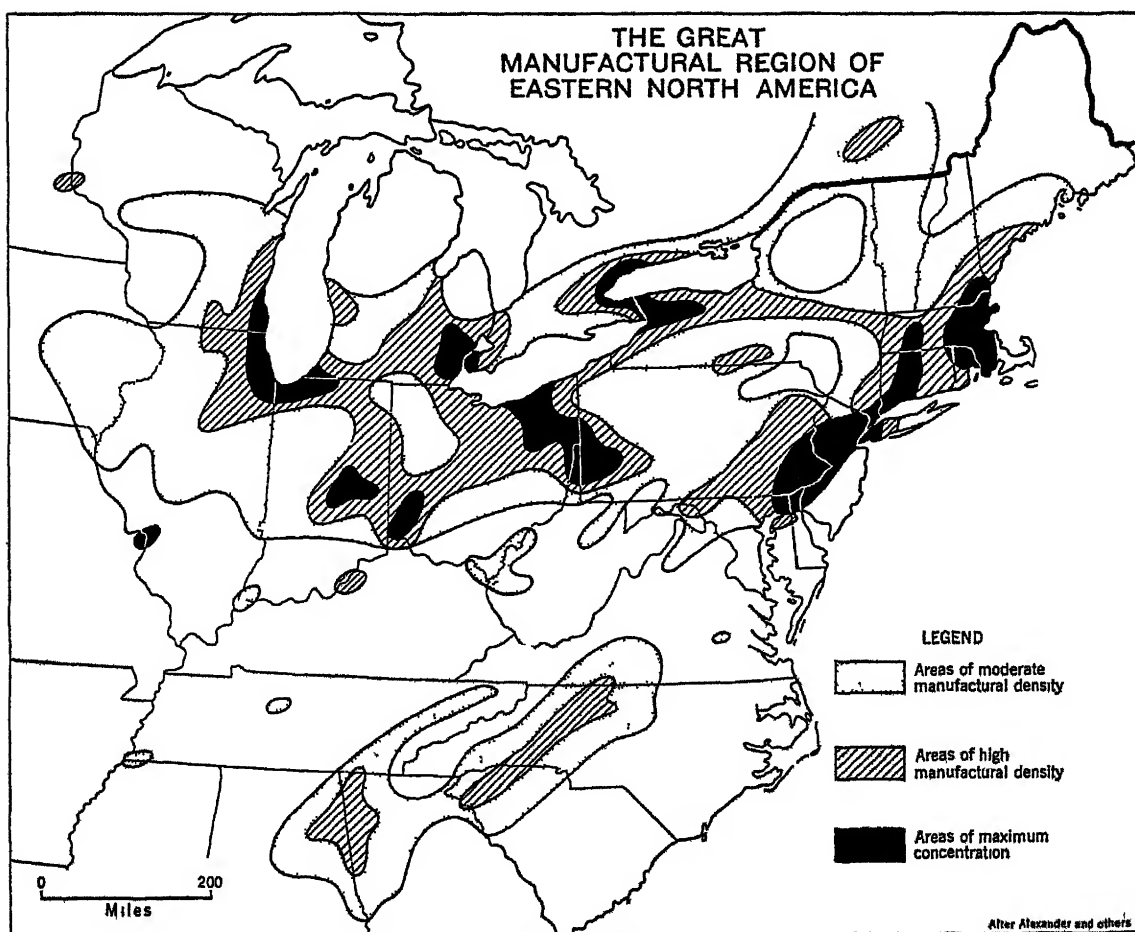 THE GREAT
MANUFACTURAL REGION OF
EASTERN NORTH AMERICA
LEGEND
Areas of moderate
manufactural density
Areas of high
manufactural density
Areas of maximum
concentration
0 200
Miles
After Alexander and others